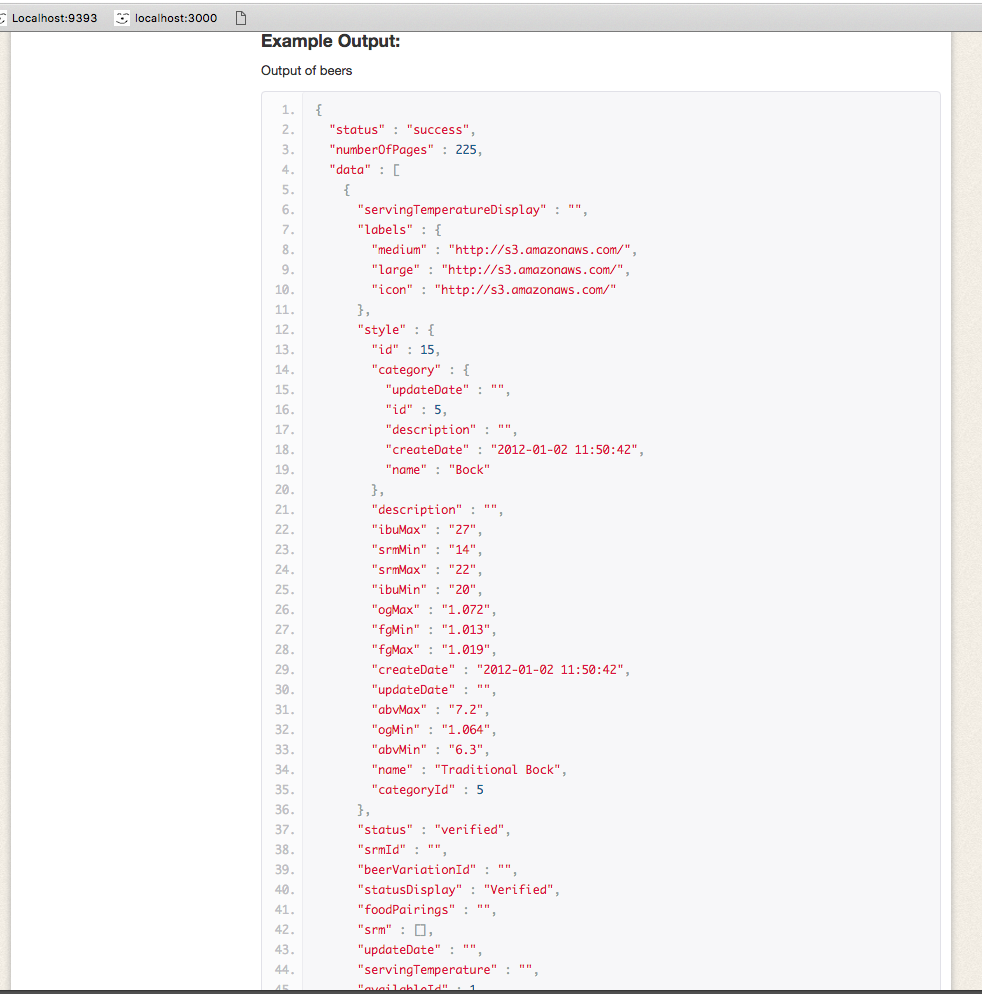 Localhost:9393 localhost:3000
Example Output:
Output of beers
1. {
2. "status" : "success",
3. "numberOfPages" : 225,
4. "data" : [
5. {
6. "servingTemperatureDisplay" : "",
7. "labels" : {
8. "medium" : "http://s3.amazonaws.com/",
9. "large" : "http://s3.amazonaws.com/",
10. "icon" : "http://s3.amazonaws.com/"
11. },
12. "style" : {
13. "id" : 15,
14. "category" : {
15. "updateDate" : "",
16. "id" : 5,
17. "description" : "",
18. "createDate" : "2012-01-02 11:50:42",
19. "name" : "Bock"
20. },
21. "description" : "",
22. "ibuMax" : "27",
23. "srmMin" : "14",
24. "srmMax" : "22",
25. "ibuMin" : "20",
26. "ogMax" : "1.072",
27. "fgMin" : "1.013",
28. "fgMax" : "1.019",
29. "createDate" : "2012-01-02 11:50:42",
30. "updateDate" : "",
31. "abvMax" : "7.2",
32. "ogMin" : "1.064",
33. "abvMin" : "6.3",
34. "name" : "Traditional Bock",
35. "categoryId" : 5
36. },
37. "status" : "verified",
38. "srmId" : "",
39. "beerVariationId" : "",
40. "statusDisplay" : "Verified",
41. "foodPairings" : "",
42. "srm" : [],
43. "updateDate" : "",
44. "servingTemperature" : "",
45. "availableId" : 1